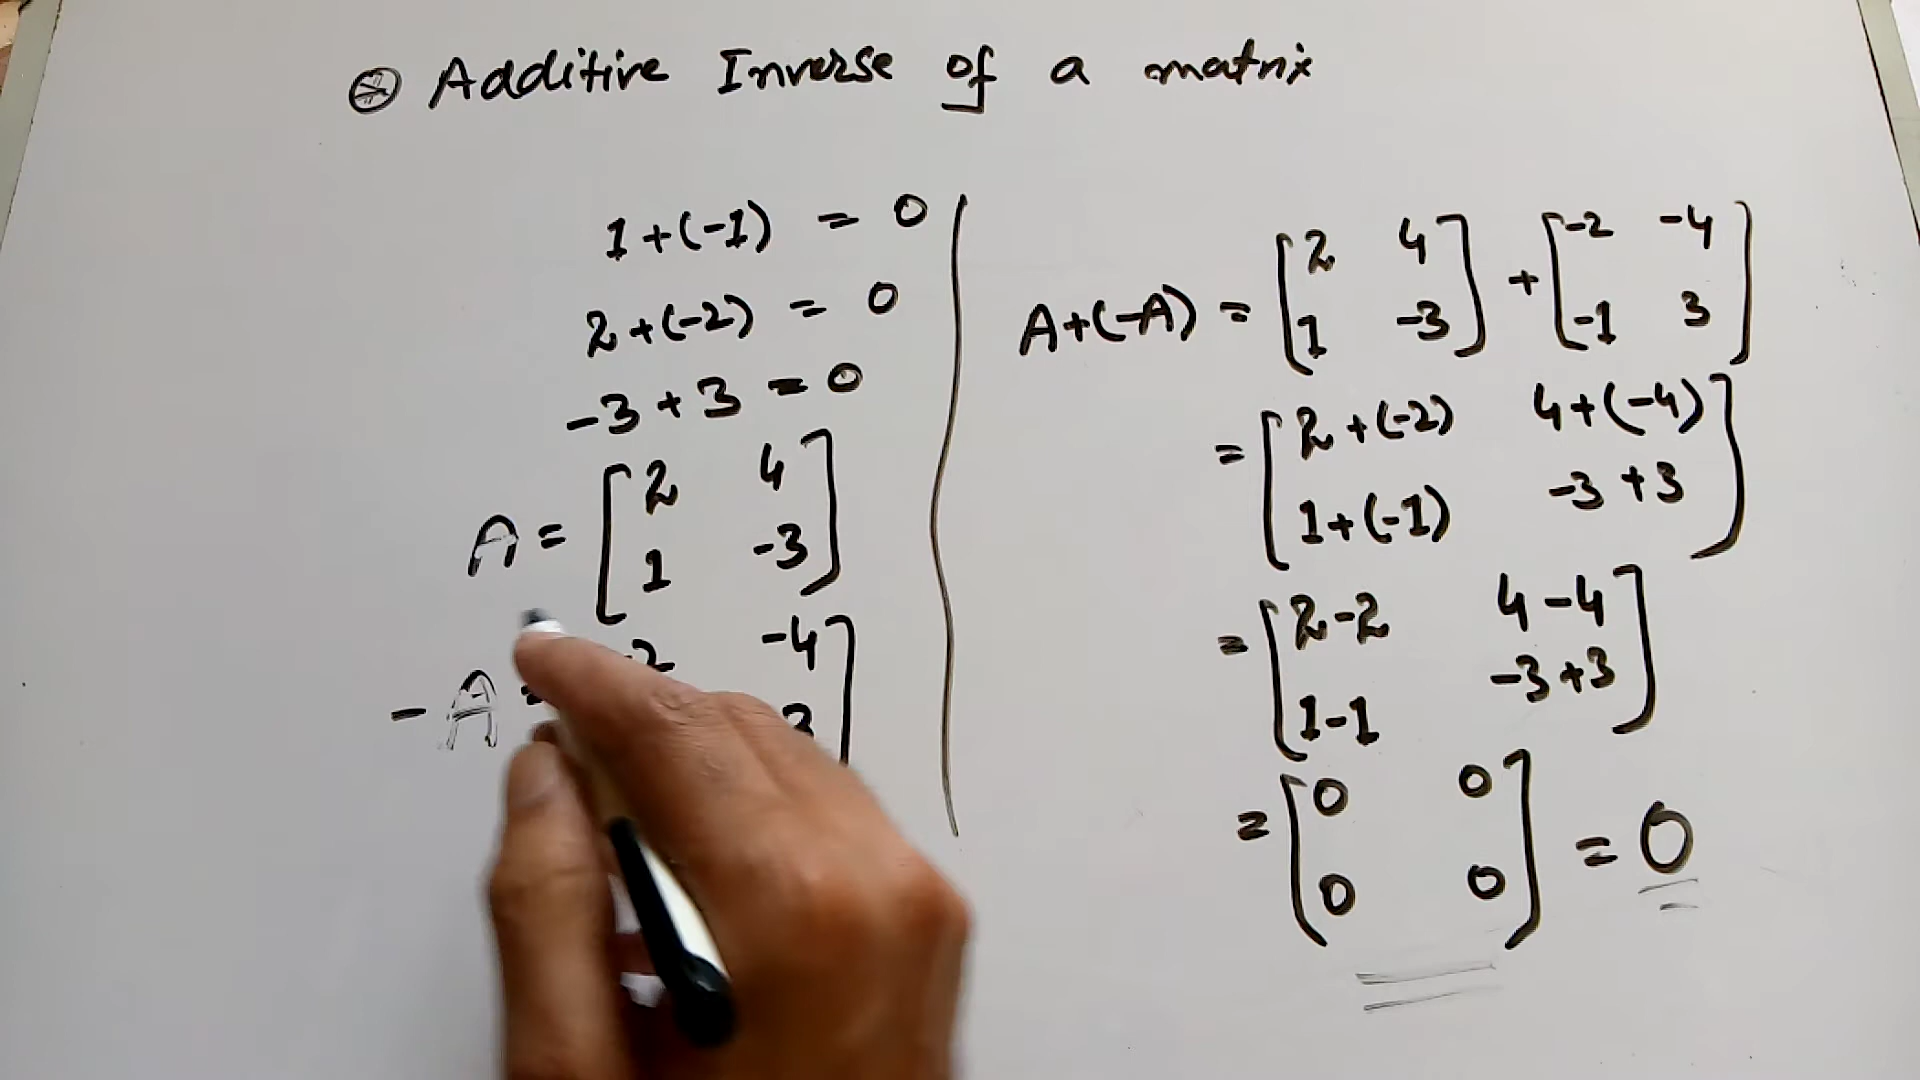 Additive Inverse of a matrix
1+(-1) = 0
2+(-2) = 0
-3+3 = 0
A = [2 4
1 -3]
-A = -2 -4
3]
A+(-A) = [2 4
1 -3] + [-2 -4
-1 3]
= [2+(-2) 4+(-4)
1+(-1) -3+3]
= [2-2 4-4
1-1 -3+3]
= [0 0
0 0] = 0